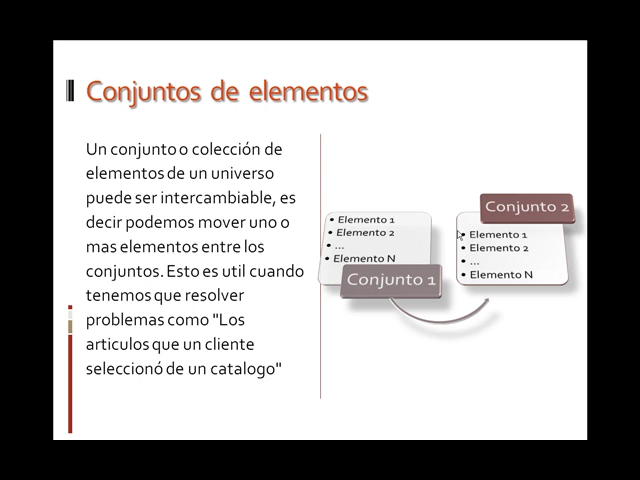 Conjuntos de elementos
Un conjunto o colección de
elementos de un universo
puede ser intercambiable, es
decir podemos mover uno o
mas elementos entre los
conjuntos. Esto es util cuando
tenemos que resolver
problemas como "Los
articulos que un cliente
seleccionó de un catalogo"
• Elemento 1
• Elemento 2
• ...
• Elemento N
Conjunto 1
Conjunto 2
• Elemento 1
• Elemento 2
• ...
• Elemento N